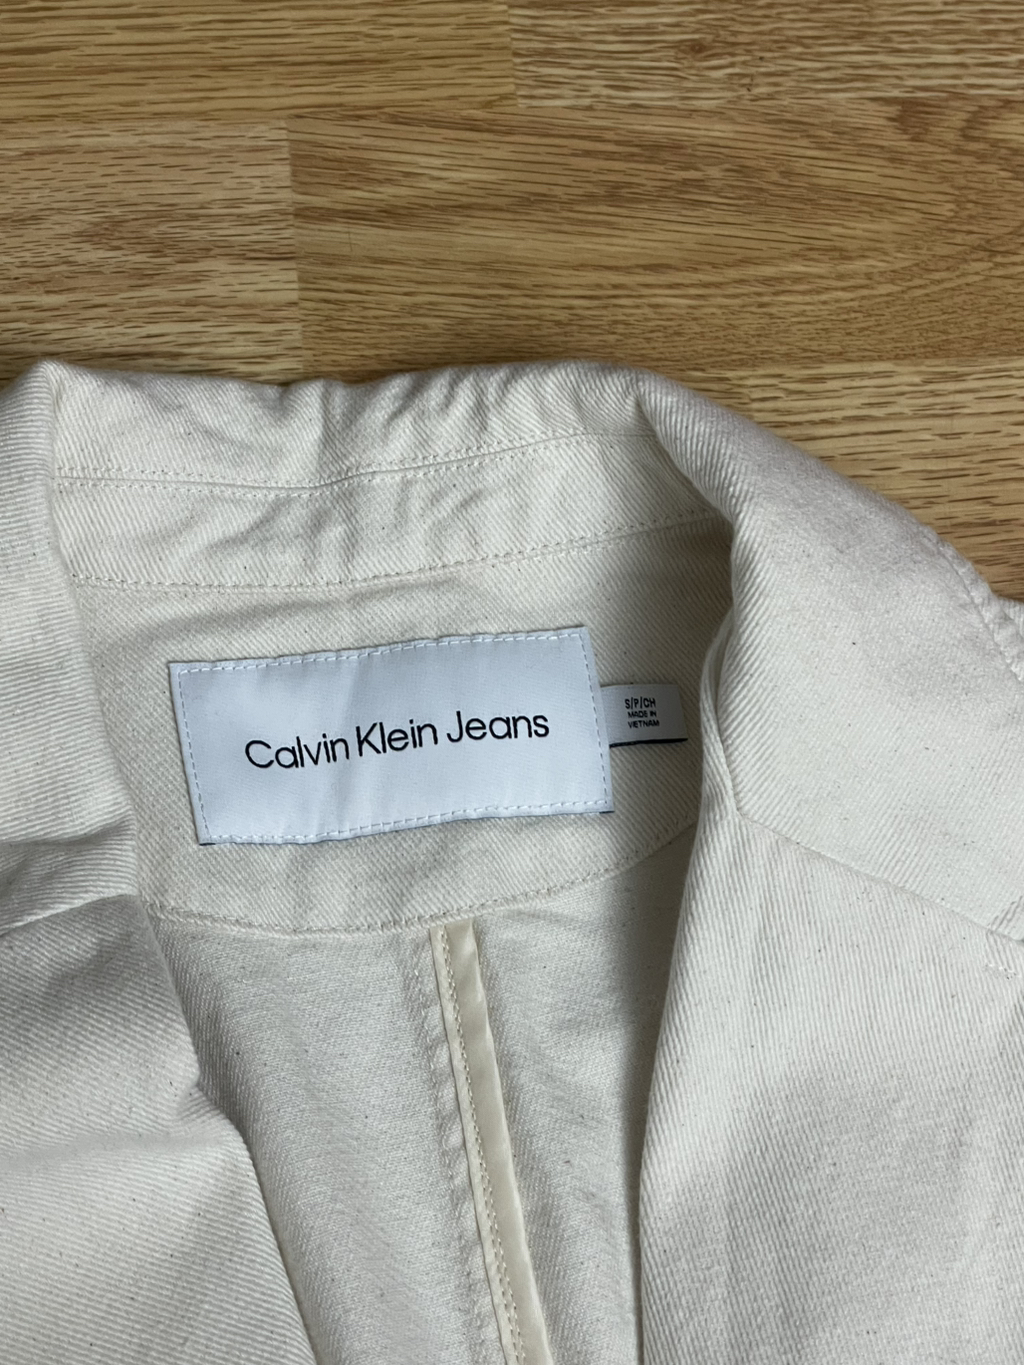 Calvin Klein Jeans
S/P/CH
MADE IN
VIETNAM